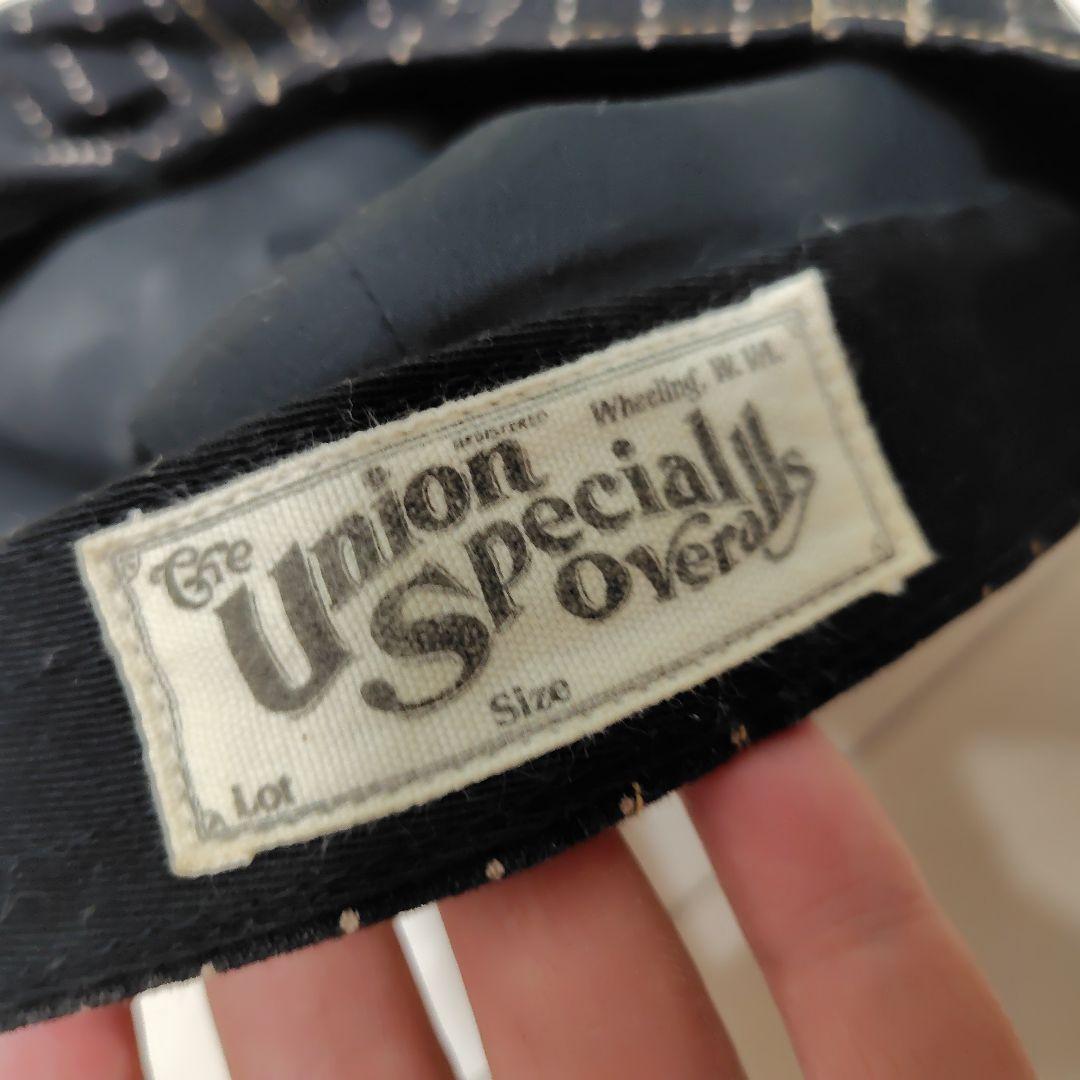 REGISTERED Wheeling, W. VA.
The Union
Special
Overalls
Lot Size